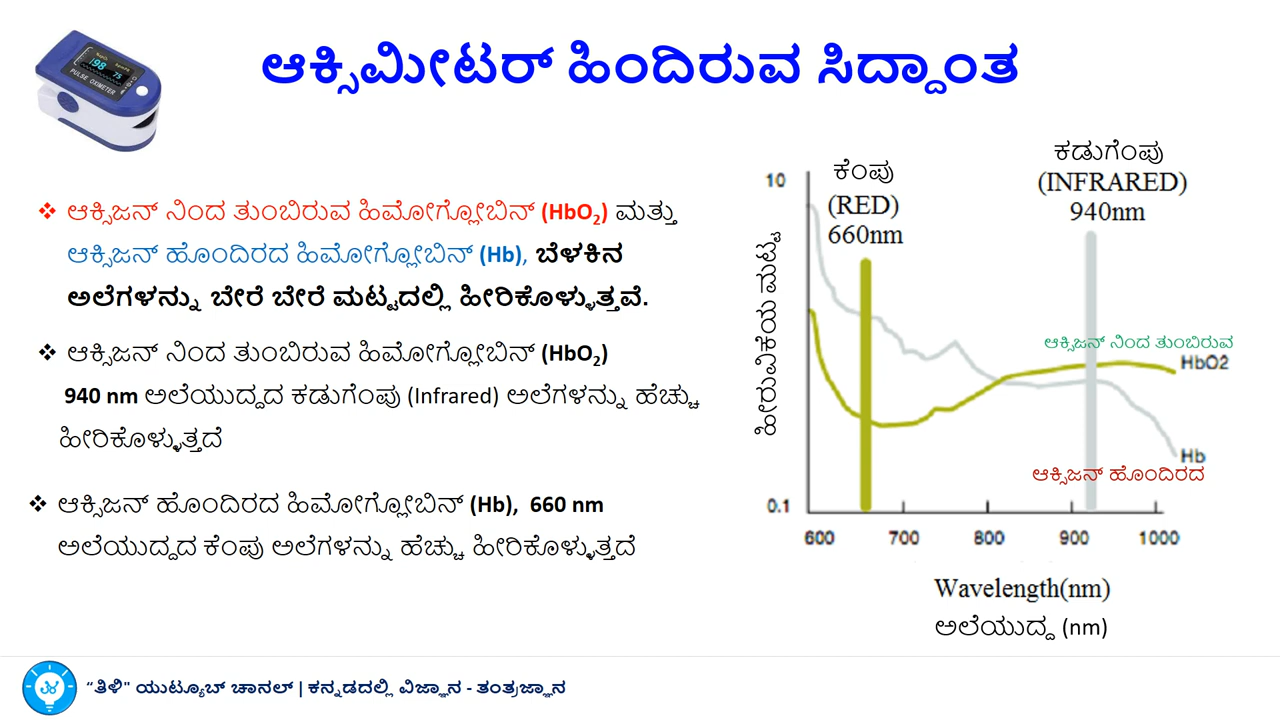 ಆಕ್ಸಿಮೀಟರ್ ಹಿಂದಿರುವ ಸಿದ್ದಾಂತ
98
75
PULSE OXIMETER
❖ ಆಕ್ಸಿಜನ್ ನಿಂದ ತುಂಬಿರುವ ಹಿಮೋಗ್ಲೋಬಿನ್ (HbO₂) ಮತ್ತು
ಆಕ್ಸಿಜನ್ ಹೊಂದಿರದ ಹಿಮೋಗ್ಲೋಬಿನ್ (Hb), ಬೆಳಕಿನ
ಅಲೆಗಳನ್ನು ಬೇರೆ ಬೇರೆ ಮಟ್ಟದಲ್ಲಿ ಹೀರಿಕೊಳ್ಳುತ್ತವೆ.
❖ ಆಕ್ಸಿಜನ್ ನಿಂದ ತುಂಬಿರುವ ಹಿಮೋಗ್ಲೋಬಿನ್ (HbO₂)
940 nm ಅಲೆಯುದ್ದದ ಕಡುಗೆಂಪು (Infrared) ಅಲೆಗಳನ್ನು ಹೆಚ್ಚು
ಹೀರಿಕೊಳ್ಳುತ್ತದೆ
❖ ಆಕ್ಸಿಜನ್ ಹೊಂದಿರದ ಹಿಮೋಗ್ಲೋಬಿನ್ (Hb), 660 nm
ಅಲೆಯುದ್ದದ ಕೆಂಪು ಅಲೆಗಳನ್ನು ಹೆಚ್ಚು ಹೀರಿಕೊಳ್ಳುತ್ತದೆ
ಕೆಂಪು
(RED)
660nm
ಕಡುಗೆಂಪು
(INFRARED)
940nm
10
ಹೀರುವಿಕೆಯ ಮಟ್ಟ
ಆಕ್ಸಿಜನ್ ನಿಂದ ತುಂಬಿರುವ
HbO2
Hb
ಆಕ್ಸಿಜನ್ ಹೊಂದಿರದ
0.1
600 700 800 900 1000
Wavelength(nm)
ಅಲೆಯುದ್ದ (nm)
“ತಿಳಿ" ಯುಟ್ಯೂಬ್ ಚಾನಲ್ | ಕನ್ನಡದಲ್ಲಿ ವಿಜ್ಞಾನ - ತಂತ್ರಜ್ಞಾನ